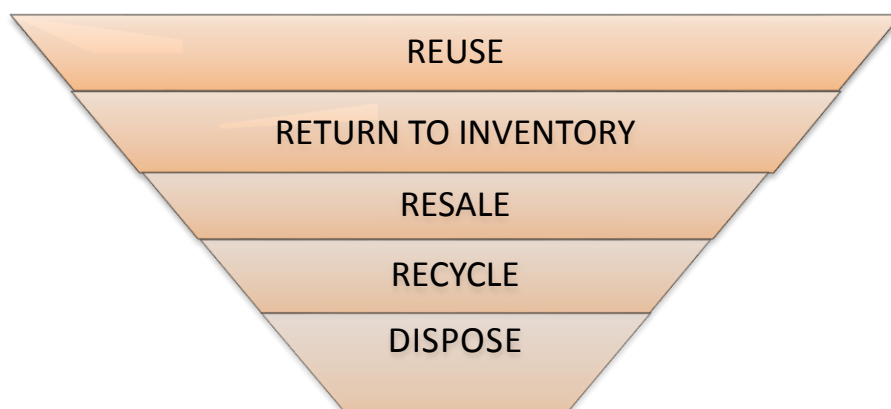 REUSE
RETURN TO INVENTORY
RESALE
RECYCLE
DISPOSE